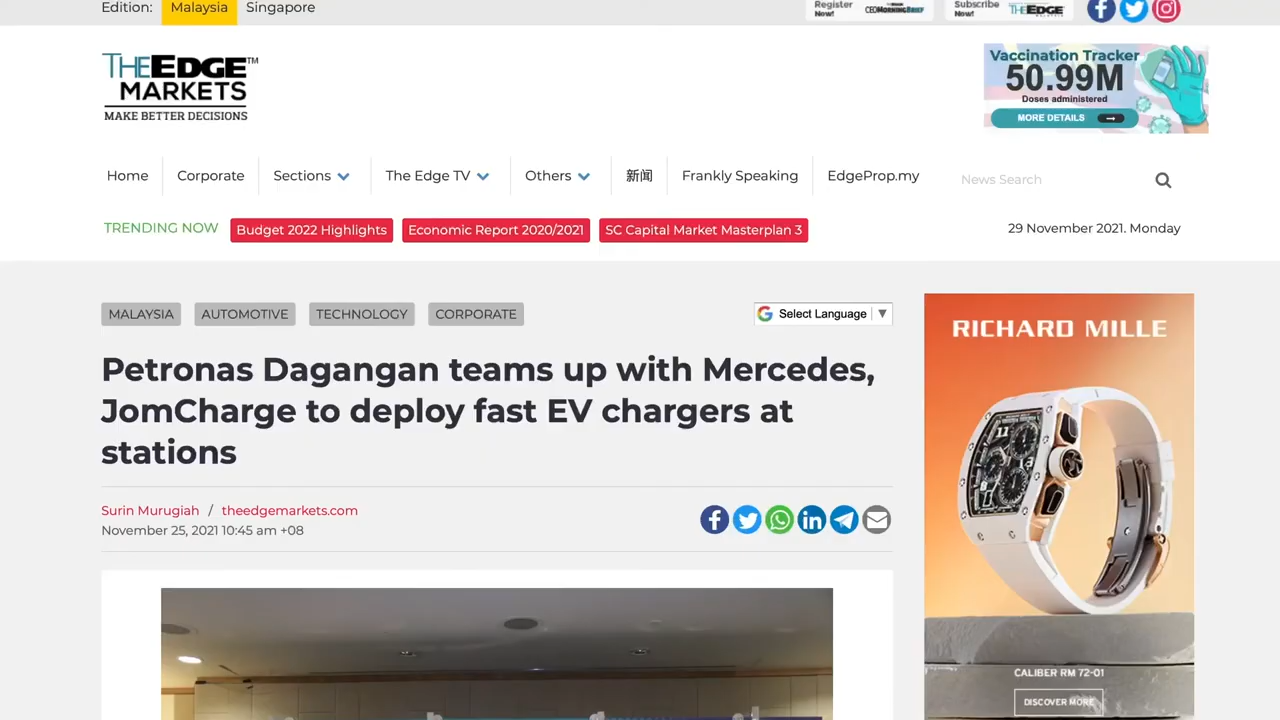 Edition: Malaysia Singapore
Register Now! CEOMORNINGBRIEF
Subscribe Now! THEEDGE
THEEDGE™ MARKETS
MAKE BETTER DECISIONS
Vaccination Tracker
50.99M
Doses administered
MORE DETAILS
Home Corporate Sections The Edge TV Others 新闻 Frankly Speaking EdgeProp.my News Search
TRENDING NOW Budget 2022 Highlights Economic Report 2020/2021 SC Capital Market Masterplan 3 29 November 2021. Monday
MALAYSIA AUTOMOTIVE TECHNOLOGY CORPORATE Select Language ▼
Petronas Dagangan teams up with Mercedes,
JomCharge to deploy fast EV chargers at
stations
Surin Murugiah / theedgemarkets.com
November 25, 2021 10:45 am +08
RICHARD MILLE
CALIBER RM 72-01
DISCOVER MORE